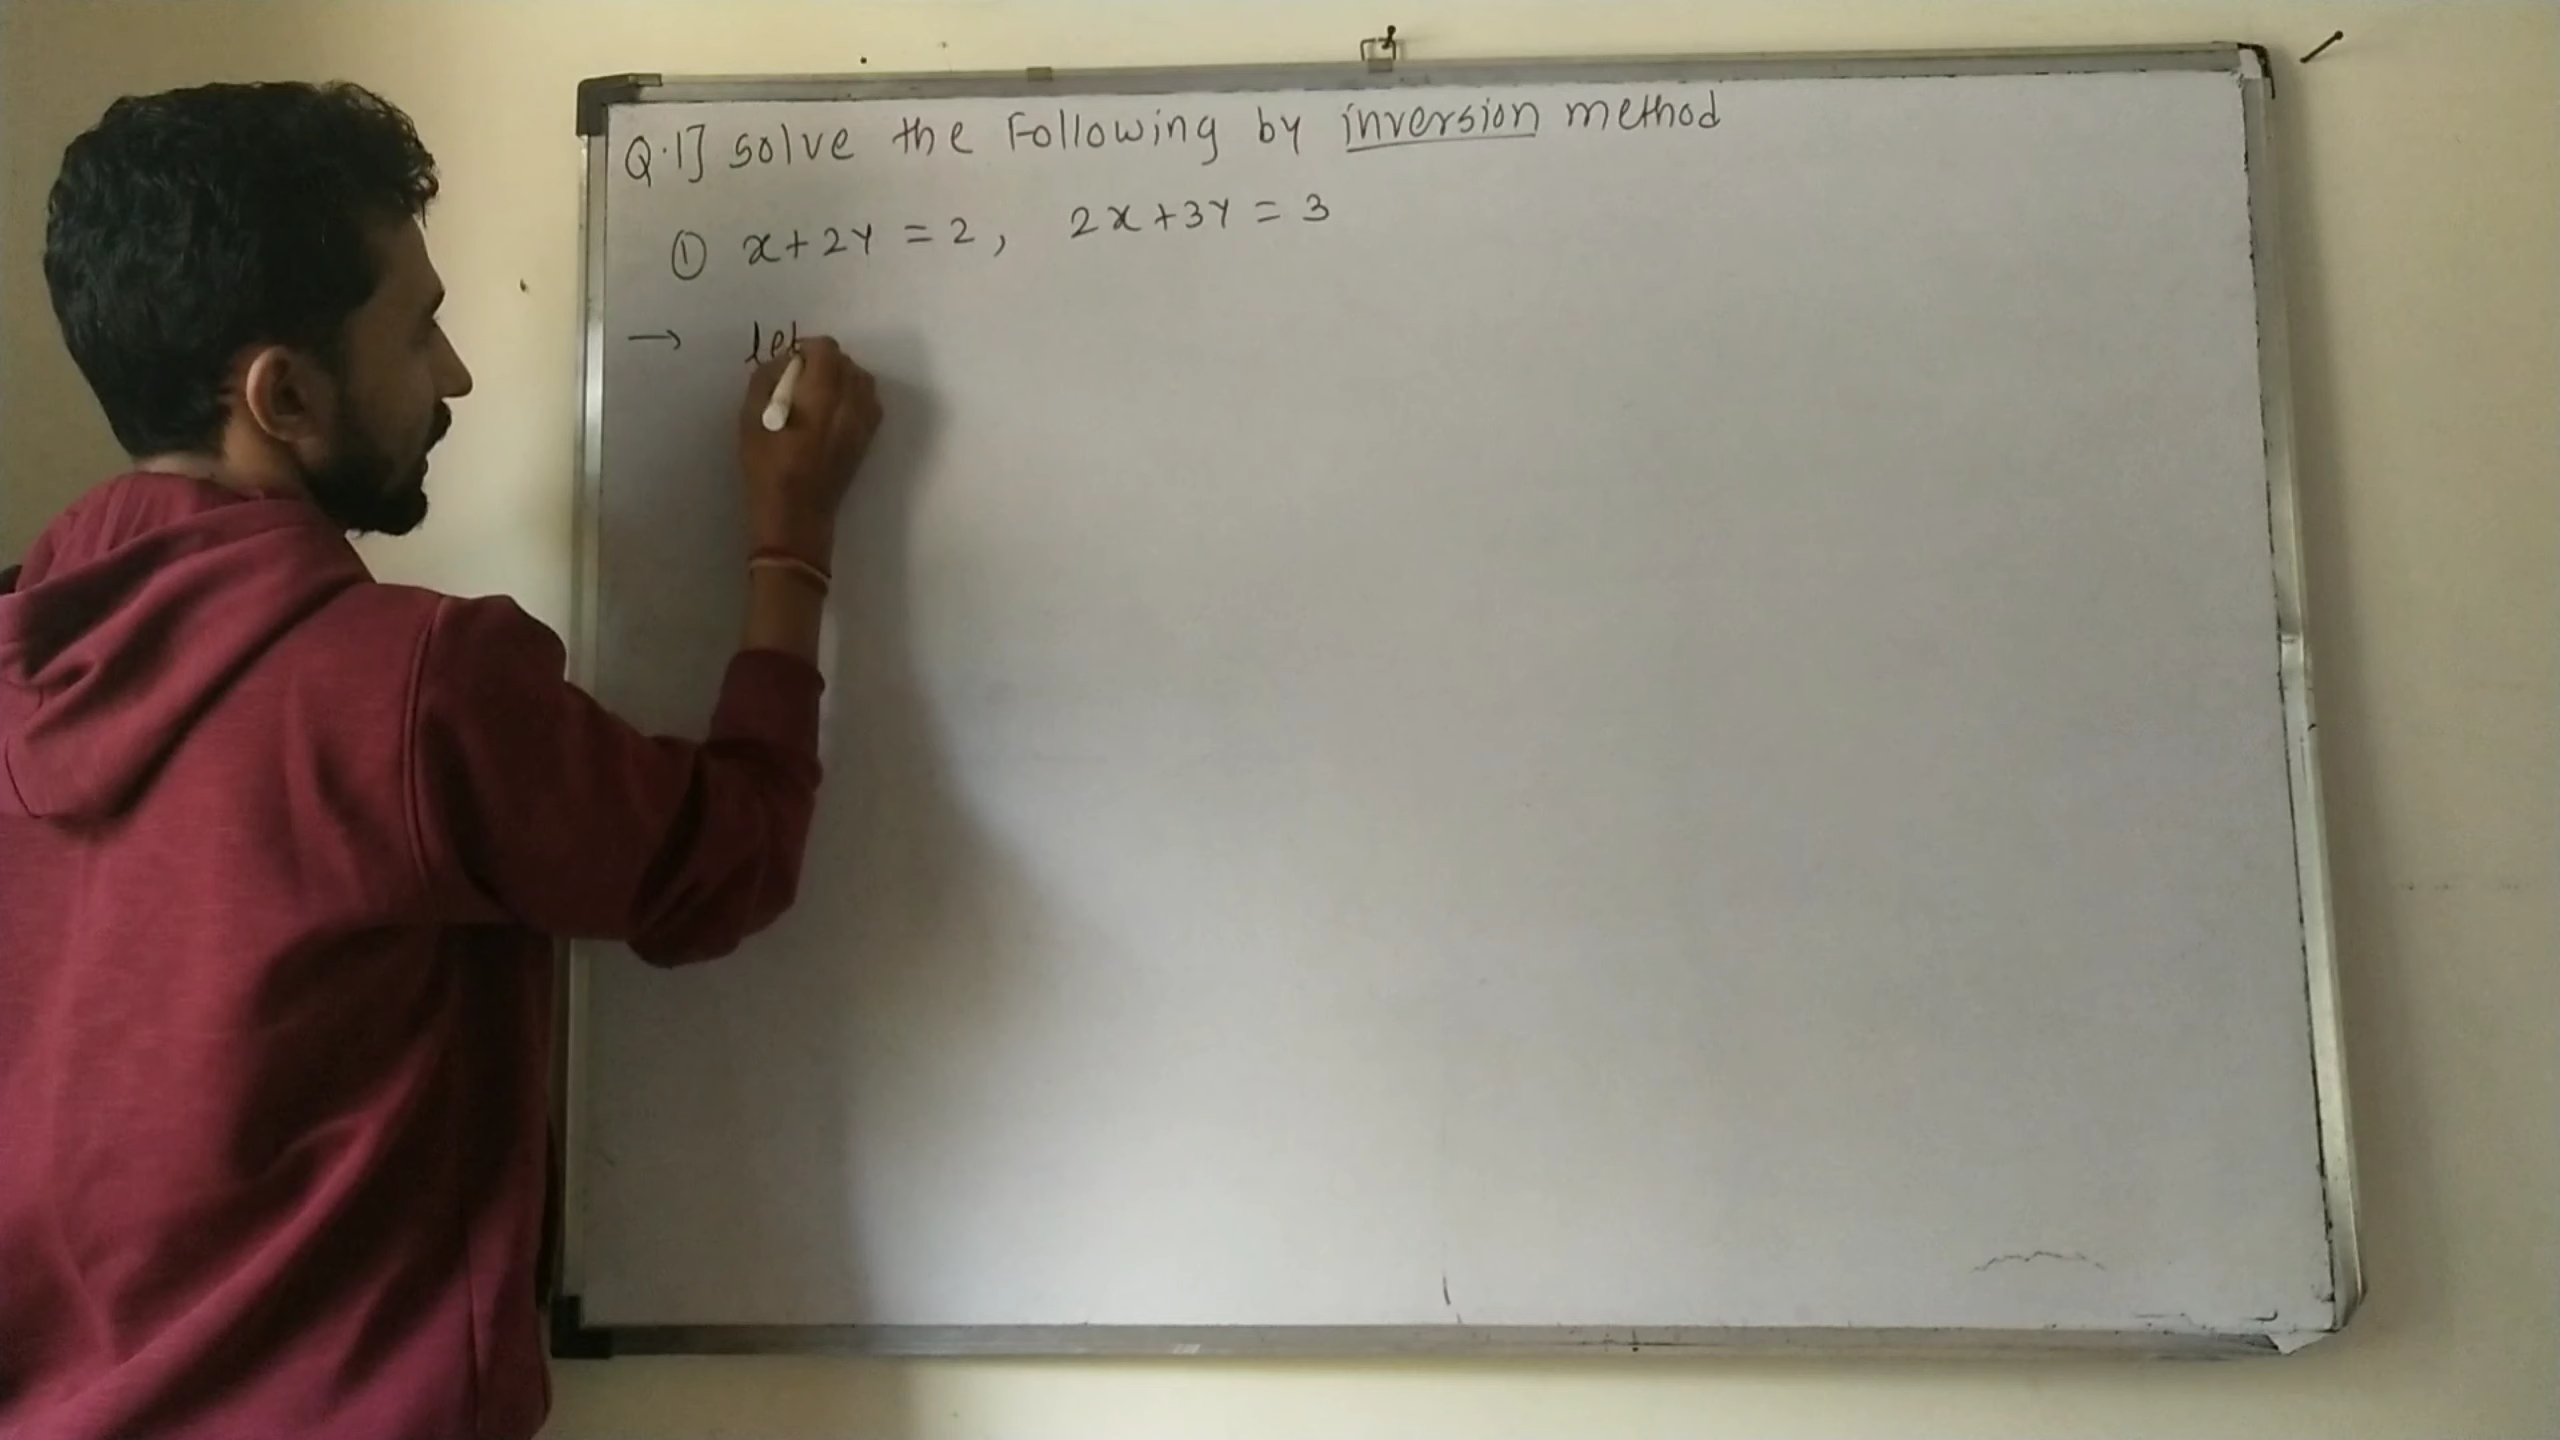 Q.1] solve the Following by inversion method
① x+2y = 2, 2x+3y = 3
→ let